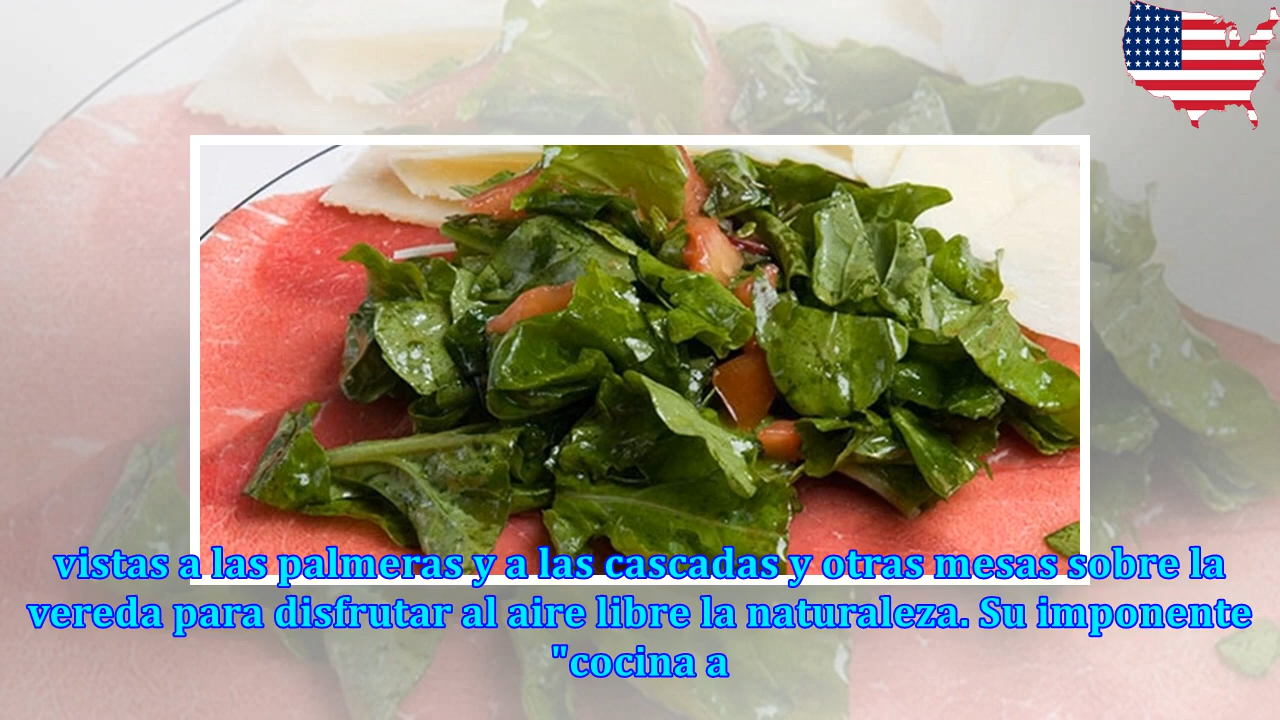 vistas a las palmeras y a las cascadas y otras mesas sobre la
vereda para disfrutar al aire libre la naturaleza. Su imponente
"cocina a